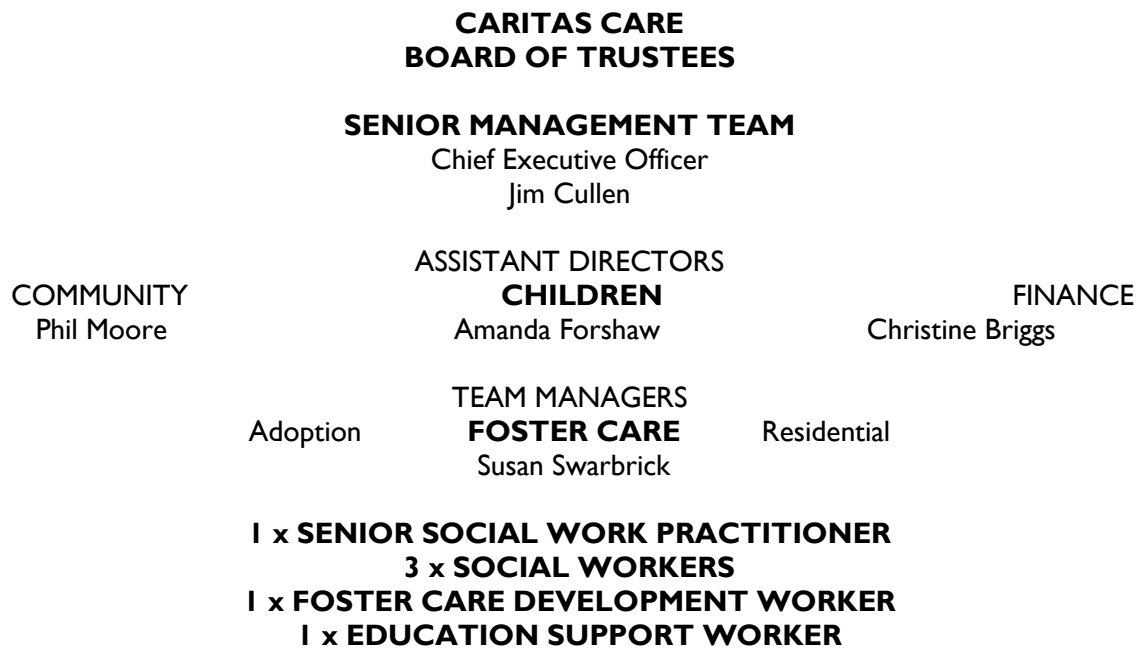 CARITAS CARE
BOARD OF TRUSTEES
SENIOR MANAGEMENT TEAM
Chief Executive Officer
Jim Cullen
ASSISTANT DIRECTORS
COMMUNITY CHILDREN FINANCE
Phil Moore Amanda Forshaw Christine Briggs
TEAM MANAGERS
Adoption FOSTER CARE Residential
Susan Swarbrick
1 x SENIOR SOCIAL WORK PRACTITIONER
3 x SOCIAL WORKERS
1 x FOSTER CARE DEVELOPMENT WORKER
1 x EDUCATION SUPPORT WORKER